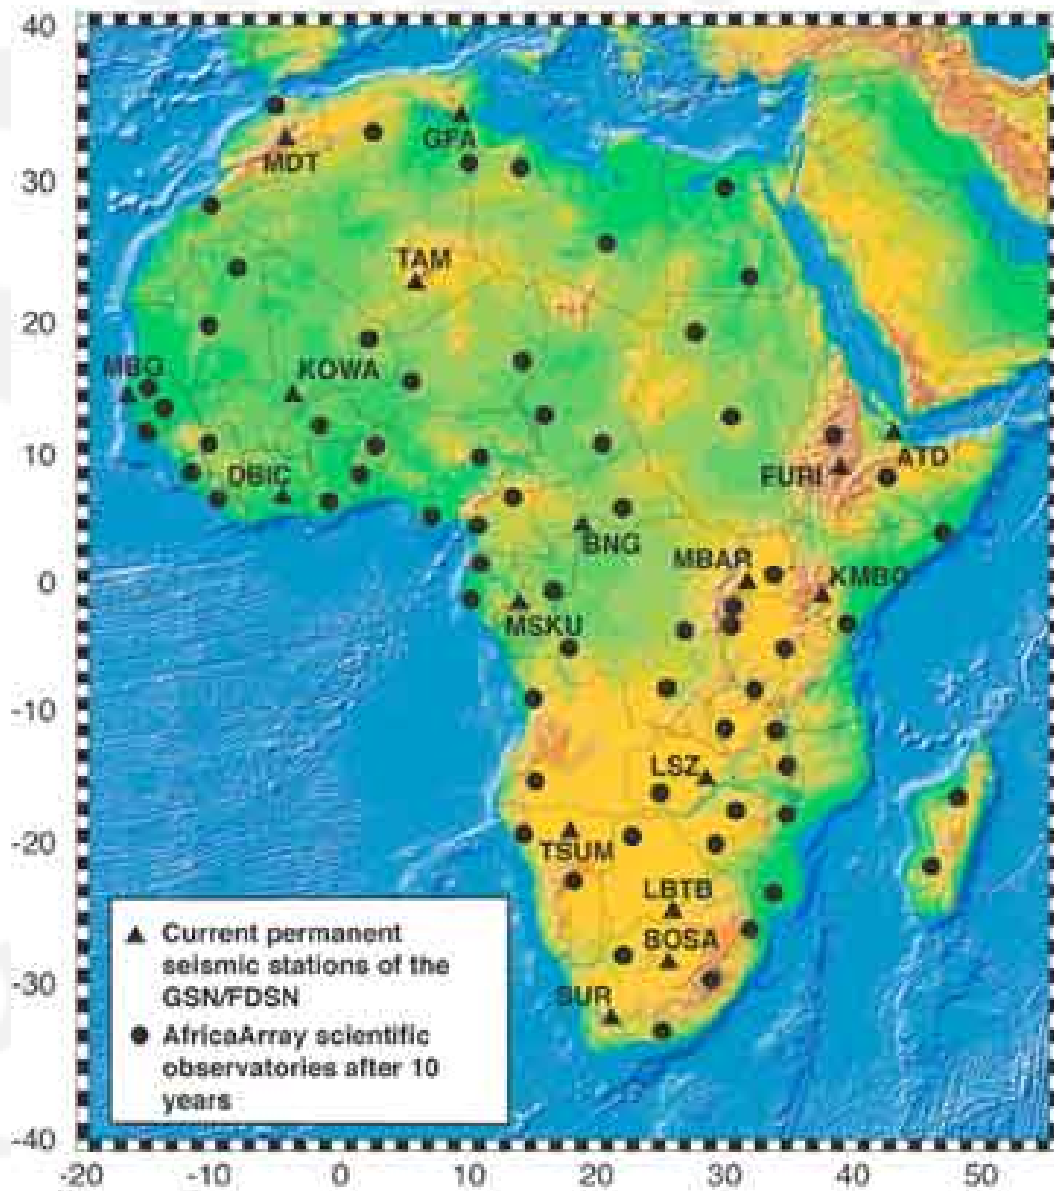 40
GFA
MDT
30
TAM
20
MBO
KOWA
10
DBIC
FURI
ATD
BNG
MBAR
KMBO
0
MSKU
-10
LSZ
-20
TSUM
LBTB
BOSA
-30
SUR
▲ Current permanent
seismic stations of the
GSN/FDSN
● AfricaArray scientific
observatories after 10
years
-40
-20 -10 0 10 20 30 40 50